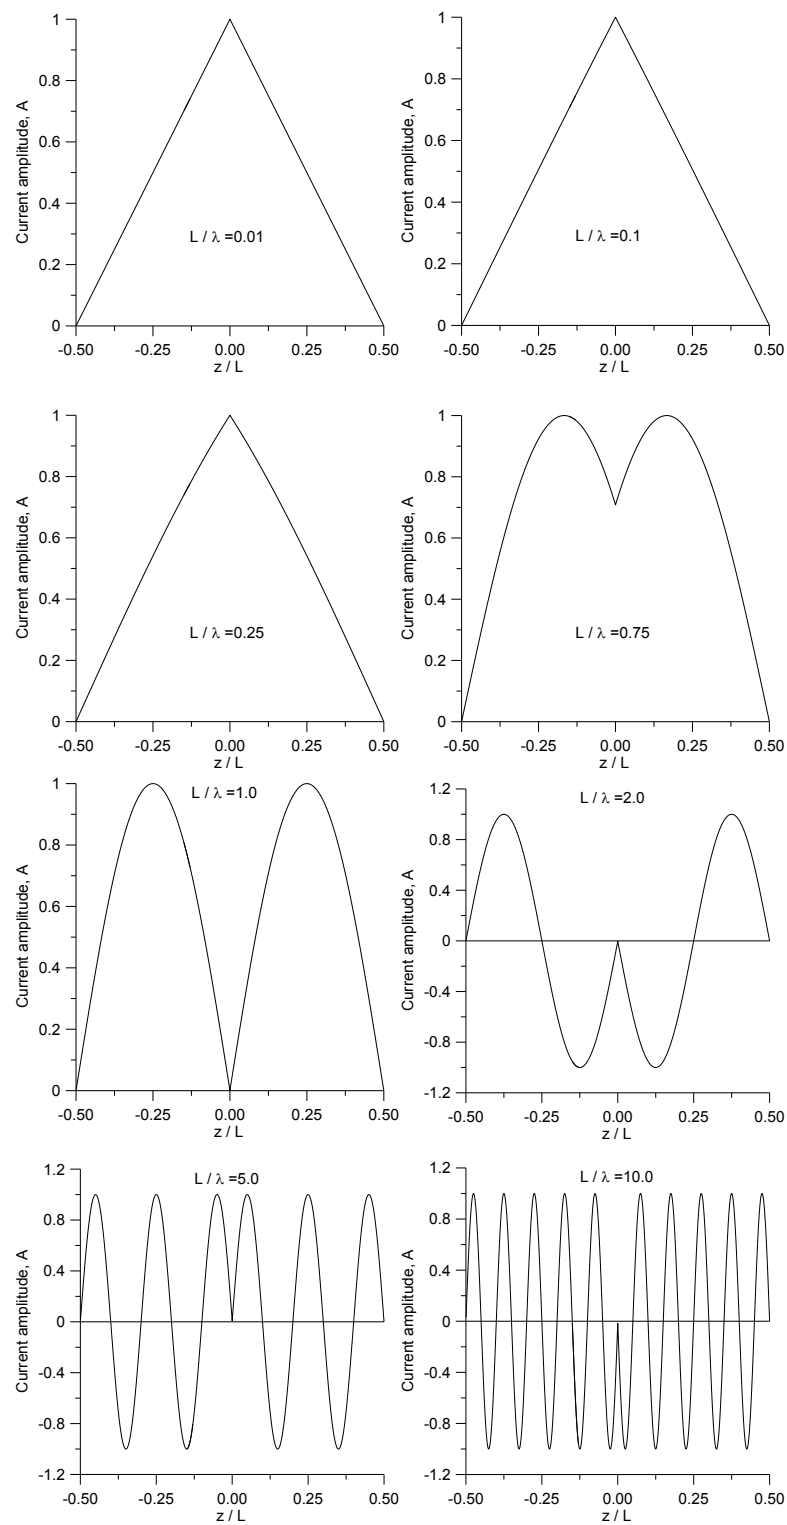 1
0.8
0.6
0.4
0.2
0
Current amplitude, A
L / λ =0.01
-0.50 -0.25 0.00 0.25 0.50
z / L
1
0.8
0.6
0.4
0.2
0
Current amplitude, A
L / λ =0.1
-0.50 -0.25 0.00 0.25 0.50
z / L
1
0.8
0.6
0.4
0.2
0
Current amplitude, A
L / λ =0.25
-0.50 -0.25 0.00 0.25 0.50
z / L
1
0.8
0.6
0.4
0.2
0
Current amplitude, A
L / λ =0.75
-0.50 -0.25 0.00 0.25 0.50
z / L
1
0.8
0.6
0.4
0.2
0
Current amplitude, A
L / λ =1.0
-0.50 -0.25 0.00 0.25 0.50
z / L
1.2
0.8
0.4
0
-0.4
-0.8
-1.2
Current amplitude, A
L / λ =2.0
-0.50 -0.25 0.00 0.25 0.50
z / L
1.2
0.8
0.4
0
-0.4
-0.8
-1.2
Current amplitude, A
L / λ =5.0
-0.50 -0.25 0.00 0.25 0.50
z / L
1.2
0.8
0.4
0
-0.4
-0.8
-1.2
Current amplitude, A
L / λ =10.0
-0.50 -0.25 0.00 0.25 0.50
z / L